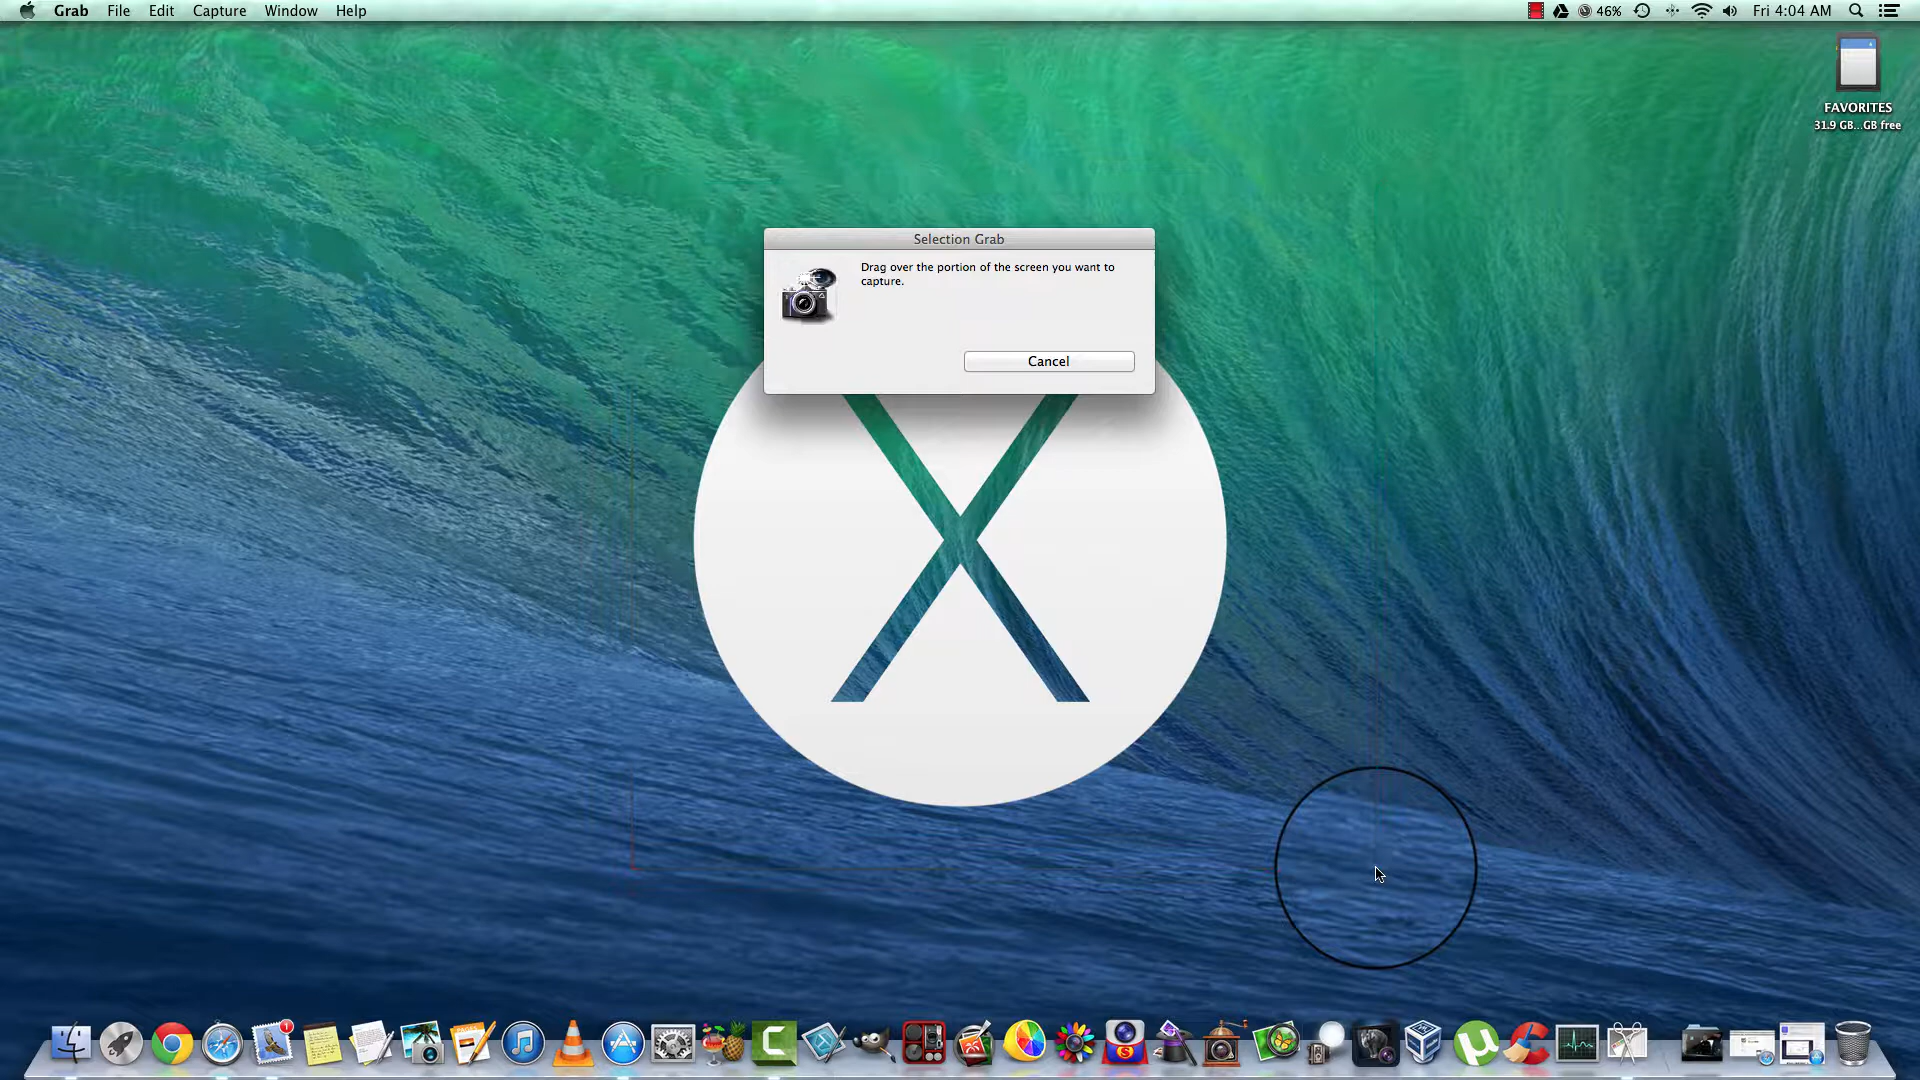 Grab File Edit Capture Window Help 46% Fri 4:04 AM
FAVORITES
31.9 GB...GB free
Selection Grab
Drag over the portion of the screen you want to
capture.
Cancel